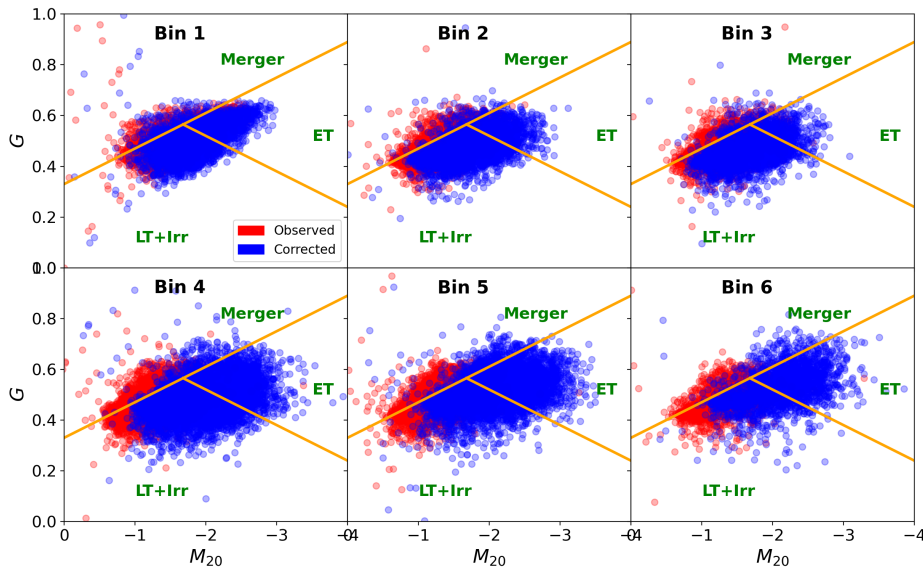 1.0
Bin 1
Bin 2
Bin 3
Merger
Merger
Merger
0.8
0.6
G
ET
ET
ET
0.4
0.2
LT+Irr
Observed
Corrected
LT+Irr
LT+Irr
0.0
1.0
Bin 4
Bin 5
Bin 6
Merger
Merger
Merger
0.8
0.6
G
ET
ET
ET
0.4
0.2
LT+Irr
LT+Irr
LT+Irr
0.0
0 −1 −2 −3 −4
0 −1 −2 −3 −4
0 −1 −2 −3 −4
M20
M20
M20